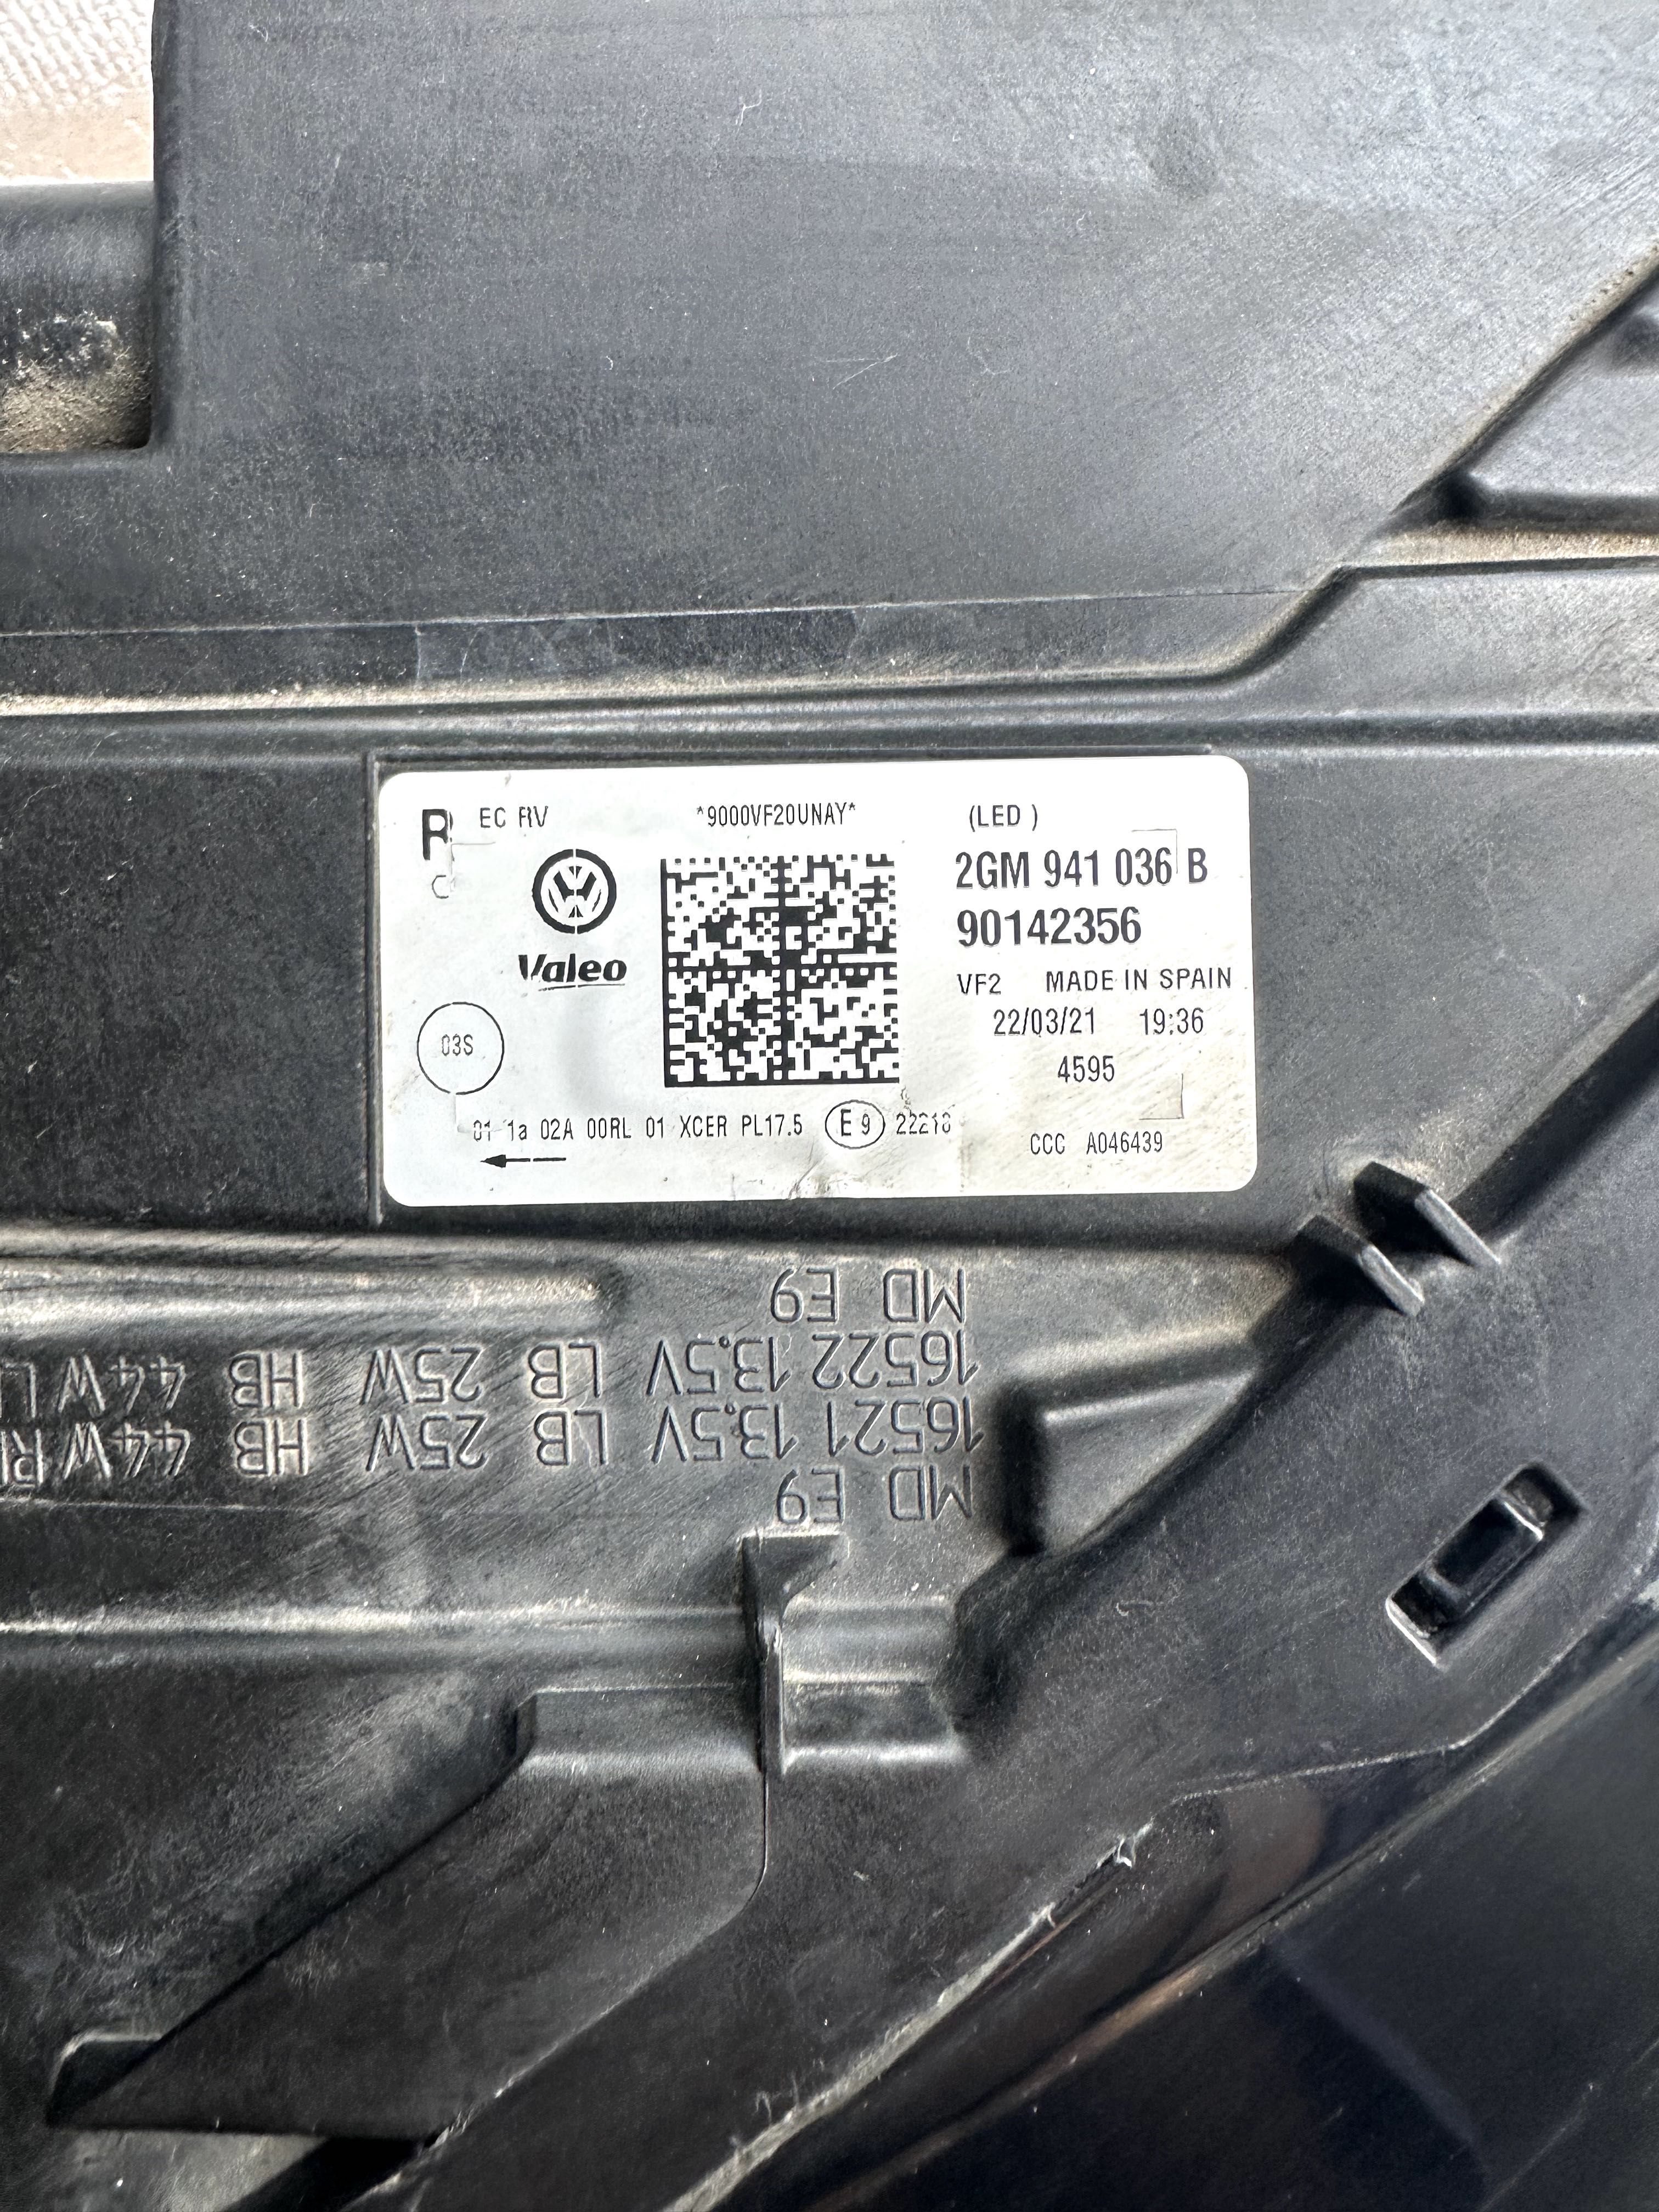 R EC RV *9000VF20UNAY* (LED )
C
2GM 941 036 B
90142356
Valeo
VF2 MADE IN SPAIN
22/03/21 19:36
03S
4595
01 1a 02A 00RL 01 XCER PL17.5 E9 22218
CCC A046439
MD E9
16521 13.5V LB 25W HB 44W
16522 13.5V LB 25W HB 44W
MD E9